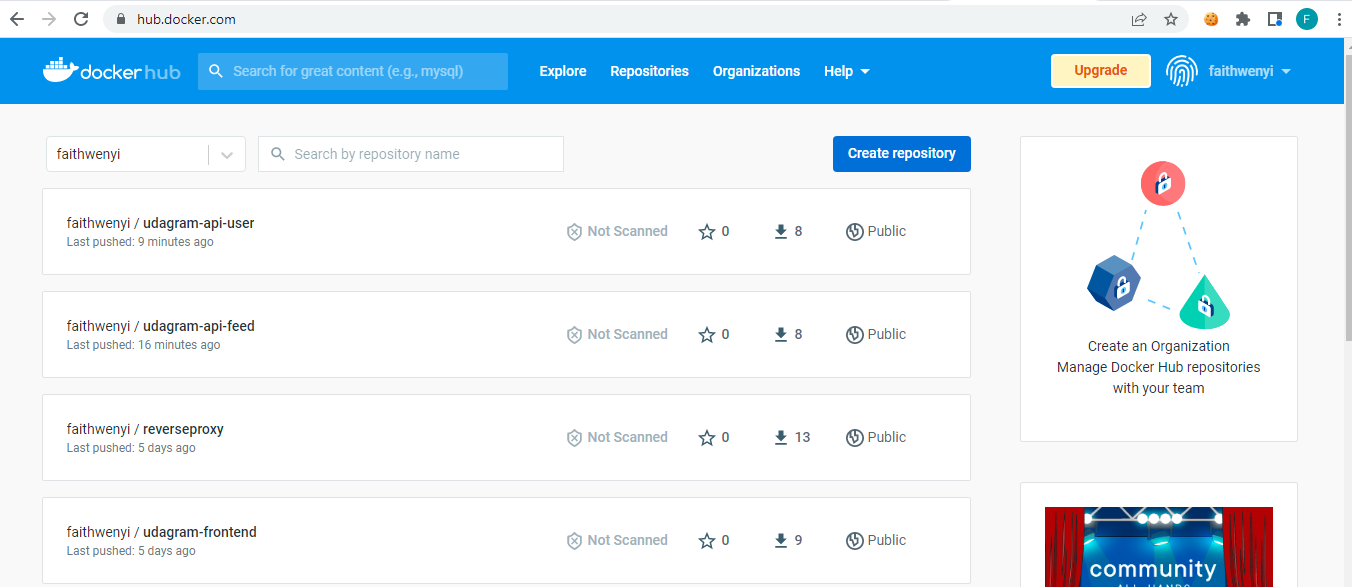 hub.docker.com
F
docker hub
Search for great content (e.g., mysql)
Explore
Repositories
Organizations
Help
Upgrade
faithwenyi
faithwenyi
Search by repository name
Create repository
faithwenyi / udagram-api-user
Last pushed: 9 minutes ago
Not Scanned
0
8
Public
faithwenyi / udagram-api-feed
Last pushed: 16 minutes ago
Not Scanned
0
8
Public
faithwenyi / reverseproxy
Last pushed: 5 days ago
Not Scanned
0
13
Public
faithwenyi / udagram-frontend
Last pushed: 5 days ago
Not Scanned
0
9
Public
Create an Organization
Manage Docker Hub repositories
with your team
community
ALL HANDS